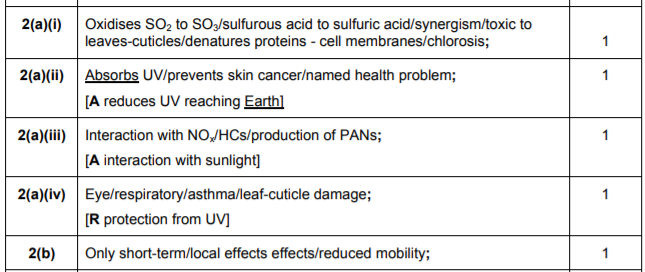 2(a)(i) Oxidises SO₂ to SO₃/sulfurous acid to sulfuric acid/synergism/toxic to
leaves-cuticles/denatures proteins - cell membranes/chlorosis; 1
2(a)(ii) Absorbs UV/prevents skin cancer/named health problem; 1
[A reduces UV reaching Earth]
2(a)(iii) Interaction with NOₓ/HCs/production of PANs; 1
[A interaction with sunlight]
2(a)(iv) Eye/respiratory/asthma/leaf-cuticle damage; 1
[R protection from UV]
2(b) Only short-term/local effects effects/reduced mobility; 1